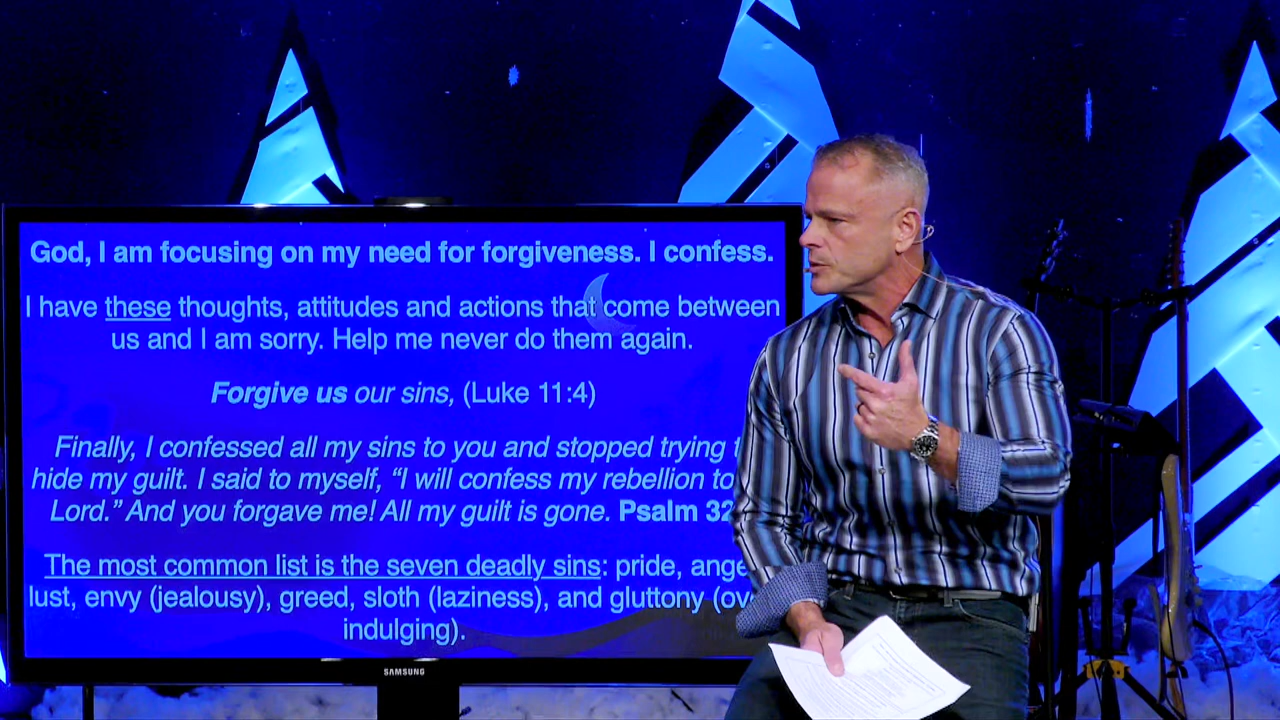 God, I am focusing on my need for forgiveness. I confess.
I have these thoughts, attitudes and actions that come between
us and I am sorry. Help me never do them again.
Forgive us our sins, (Luke 11:4)
Finally, I confessed all my sins to you and stopped trying
hide my guilt. I said to myself, “I will confess my rebellion to
Lord.” And you forgave me! All my guilt is gone. Psalm 32
The most common list is the seven deadly sins: pride,
lust, envy (jealousy), greed, sloth (laziness), and gluttony
indulging).
SAMSUNG